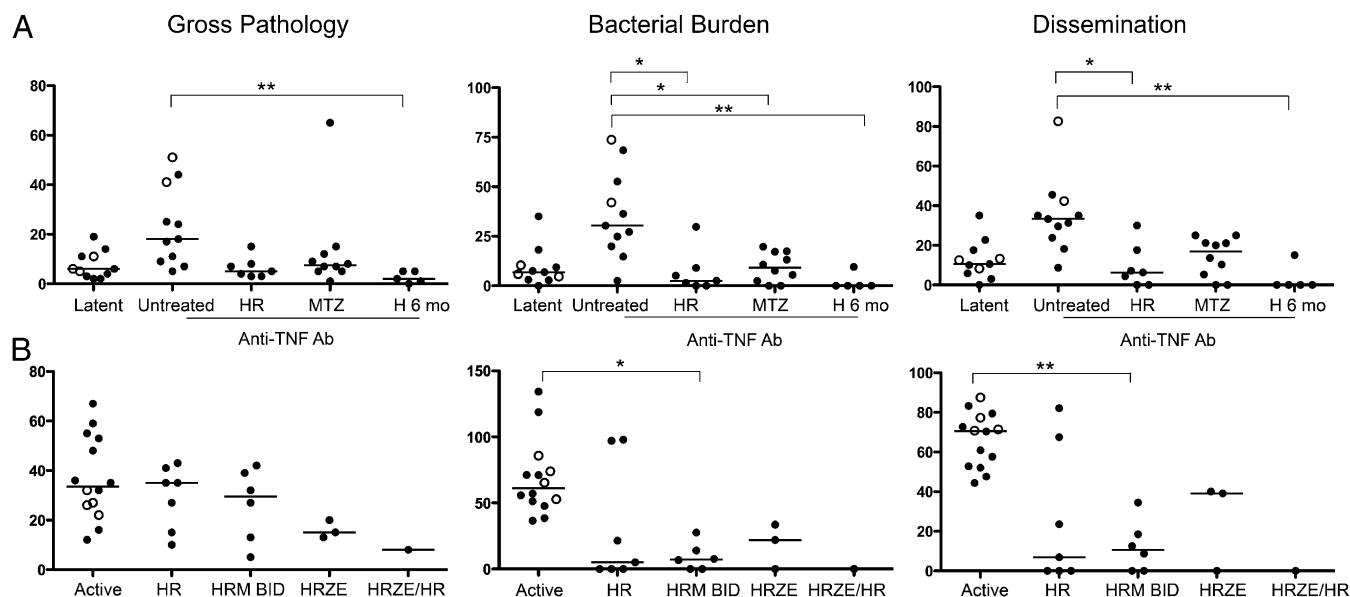 A Gross Pathology Bacterial Burden Dissemination
** * * ** * **
80 60 40 20 0
100 75 50 25 0
100 80 60 40 20 0
Latent Untreated HR MTZ H 6 mo
Latent Untreated HR MTZ H 6 mo
Latent Untreated HR MTZ H 6 mo
Anti-TNF Ab Anti-TNF Ab Anti-TNF Ab
B
* **
80 60 40 20 0
150 100 50 0
100 80 60 40 20 0
Active HR HRM BID HRZE HRZE/HR
Active HR HRM BID HRZE HRZE/HR
Active HR HRM BID HRZE HRZE/HR